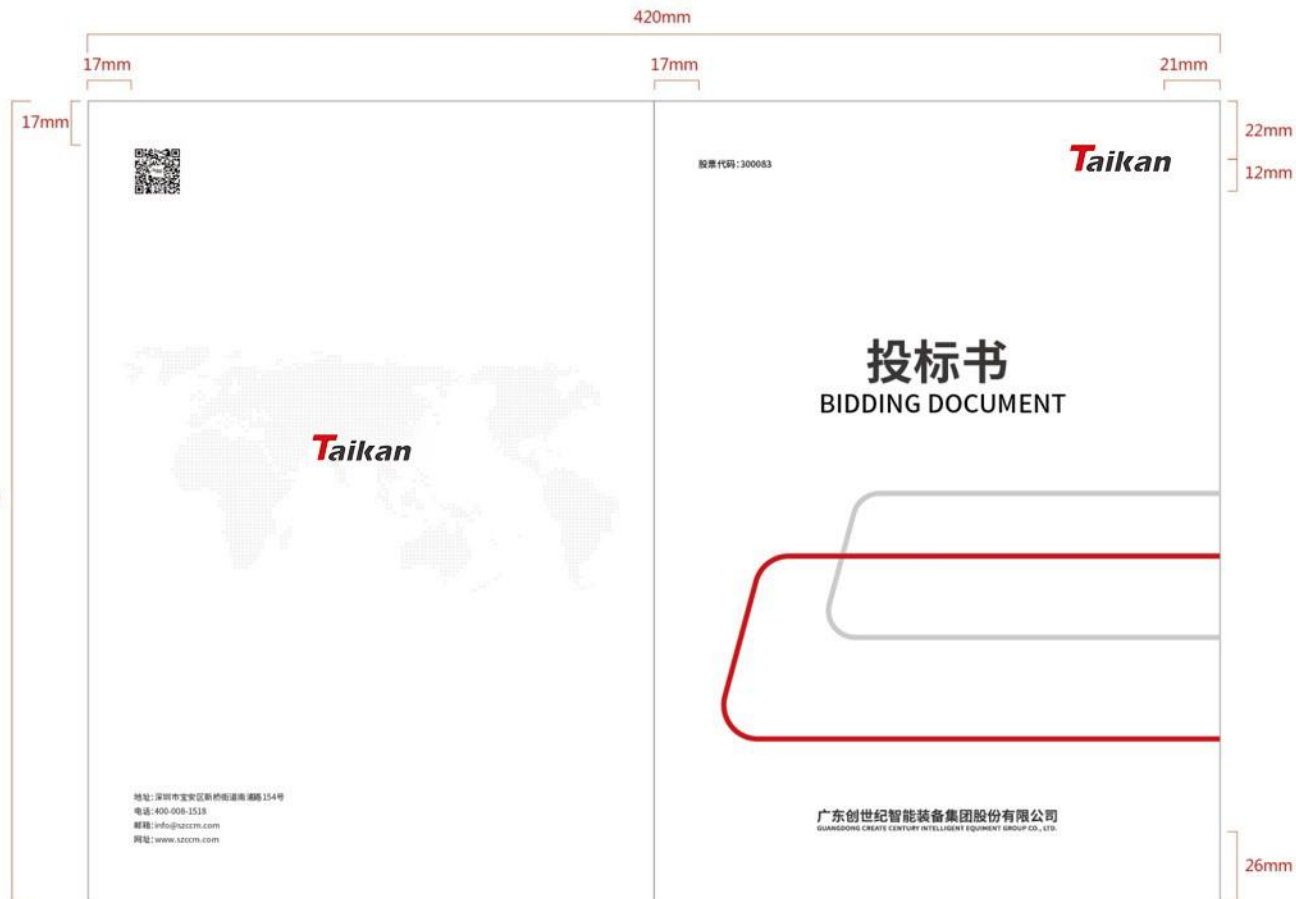 420mm
17mm
17mm
21mm
17mm
22mm
12mm
股票代码：300083
Taikan
投标书
BIDDING DOCUMENT
Taikan
地址：深圳市宝安区新桥街道南浦路154号
电话：400-008-1518
邮箱：info@szccm.com
网址：www.szccm.com
广东创世纪智能装备集团股份有限公司
GUANGDONG CREATE CENTURY INTELLIGENT EQUIMENT GROUP CO., LTD.
26mm